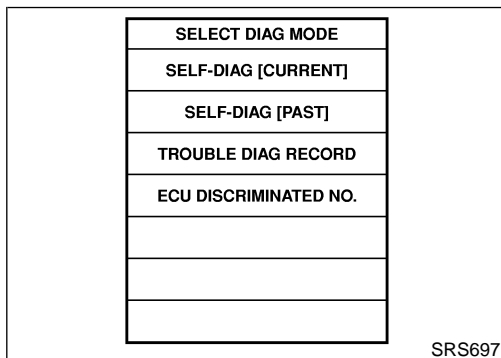 SELECT DIAG MODE
SELF-DIAG [CURRENT]
SELF-DIAG [PAST]
TROUBLE DIAG RECORD
ECU DISCRIMINATED NO.
SRS697